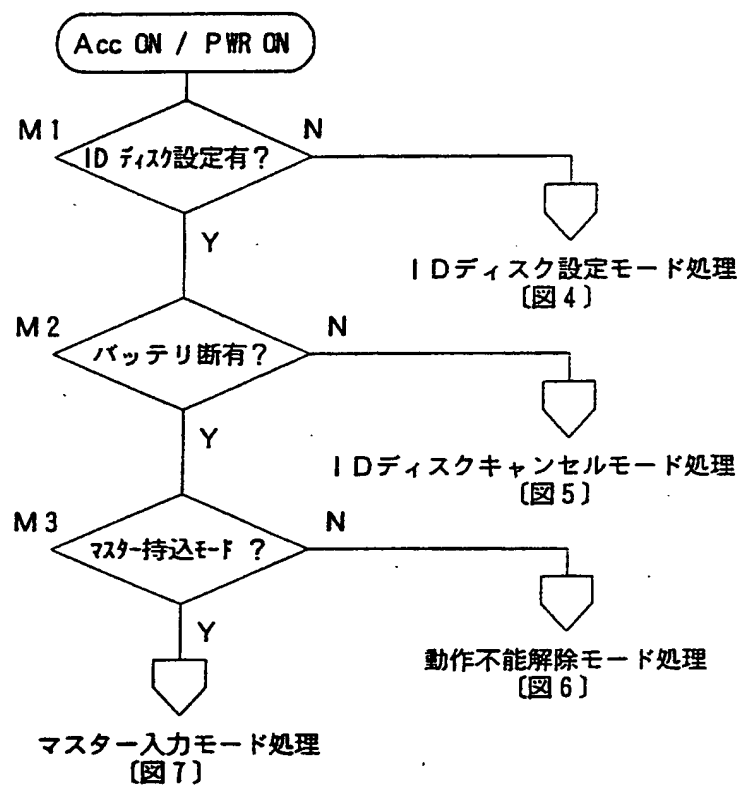 Acc ON / PWR ON
M1
N
IDディスク設定有?
Y
IDディスク設定モード処理
〔図4〕
M2
N
バッテリ断有?
Y
IDディスクキャンセルモード処理
〔図5〕
M3
N
マスター持込モード ?
Y
動作不能解除モード処理
〔図6〕
マスター入力モード処理
〔図7〕